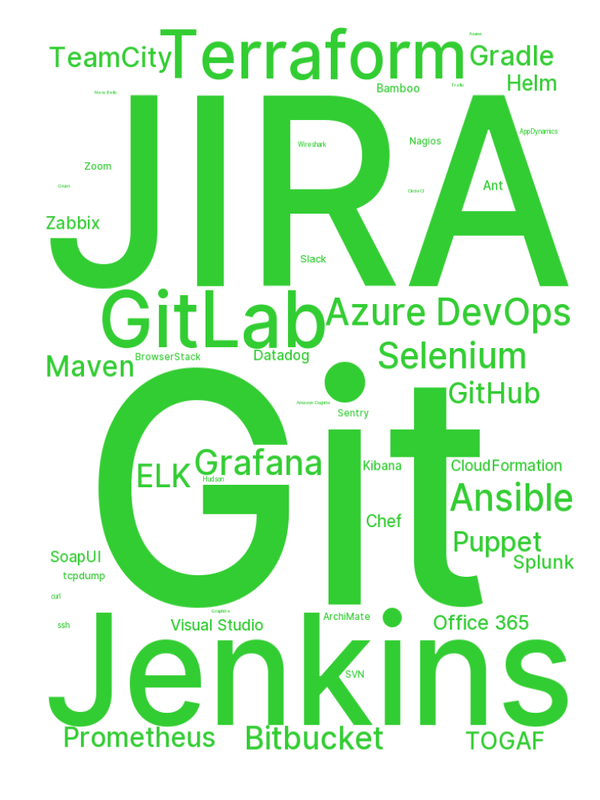 Terraform
TeamCity
Gradle
Helm
Bamboo
JIRA
AppDynamics
Wireshark
Nagios
Zoom
Ant
Zabbix
Slack
GitLab
Azure DevOps
Selenium
BrowserStack
Datadog
Maven
GitHub
Sentry
Git
Grafana
Kibana
CloudFormation
ELK
Hudson
Ansible
Chef
Puppet
SoapUI
Splunk
tcpdump
curl
ArchiMate
Visual Studio
Office 365
ssh
Jenkins
SVN
Prometheus
Bitbucket
TOGAF